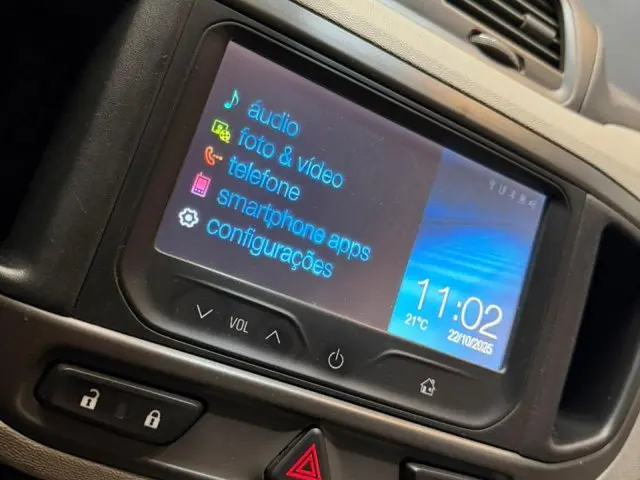 áudio
foto & vídeo
telefone
smartphone apps
configurações
11:02
21°C 22/10/2025
VOL